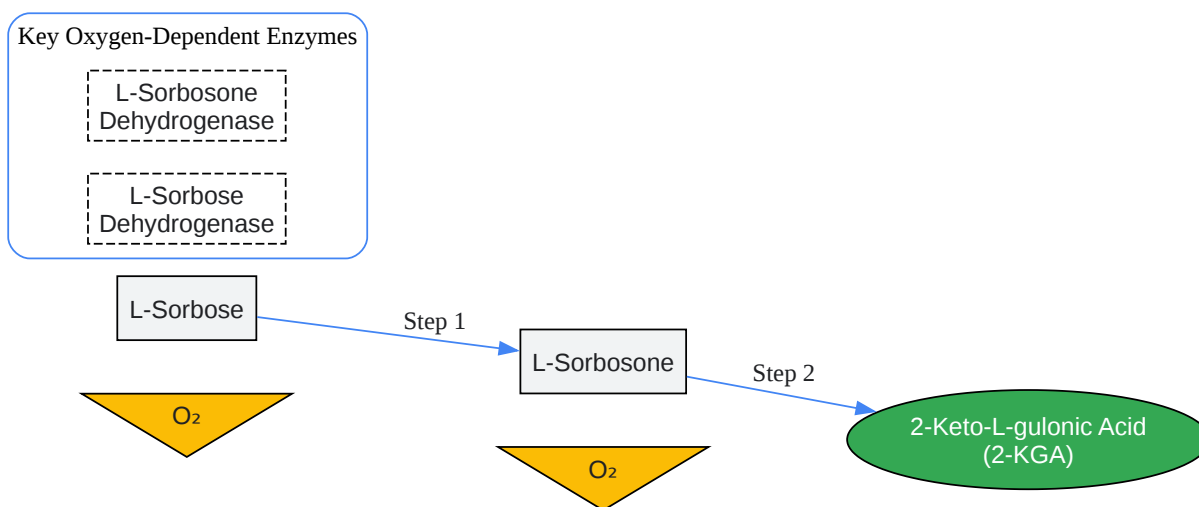 Key Oxygen-Dependent Enzymes
L-Sorbosone
Dehydrogenase
L-Sorbose
Dehydrogenase
L-Sorbose
Step 1
L-Sorbosone
Step 2
O₂
2-Keto-L-gulonic Acid
(2-KGA)
O₂